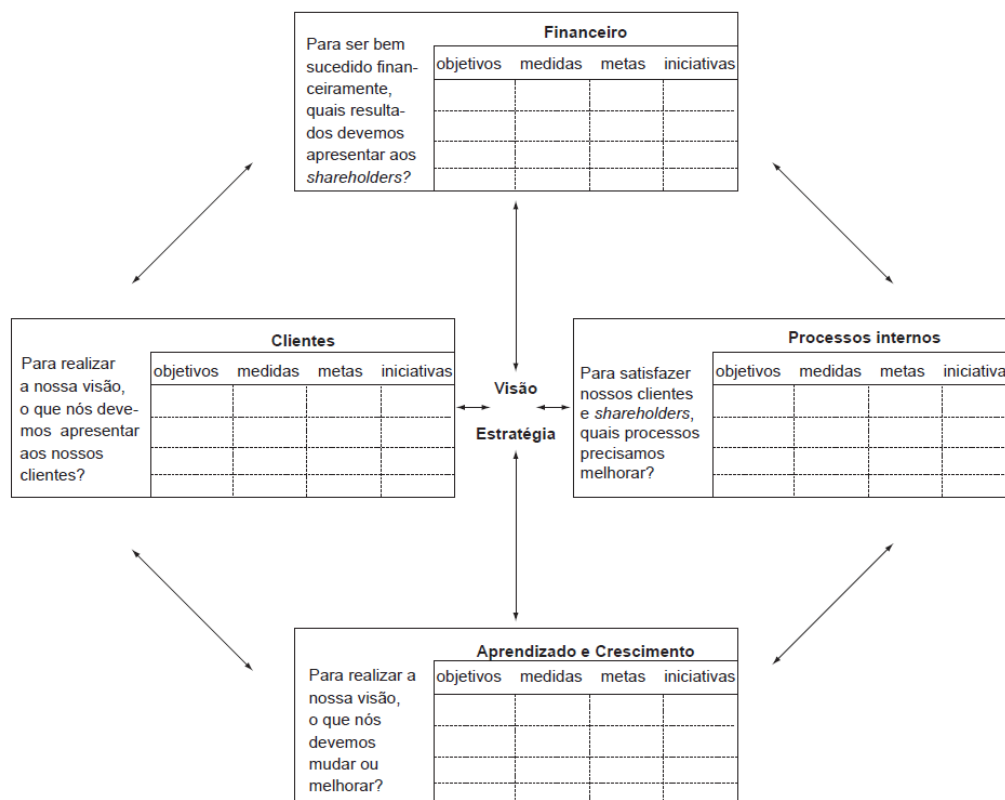 Financeiro
Para ser bem
sucedido finan-
ceiramente,
quais resulta-
dos devemos
apresentar aos
shareholders?
objetivos medidas metas iniciativas
Clientes
Para realizar
a nossa visão,
o que nós deve-
mos apresentar
aos nossos
clientes?
objetivos medidas metas iniciativas
Visão
Estratégia
Processos internos
Para satisfazer
nossos clientes
e shareholders,
quais processos
precisamos
melhorar?
objetivos medidas metas iniciativa
Aprendizado e Crescimento
Para realizar a
nossa visão,
o que nós
devemos
mudar ou
melhorar?
objetivos medidas metas iniciativas